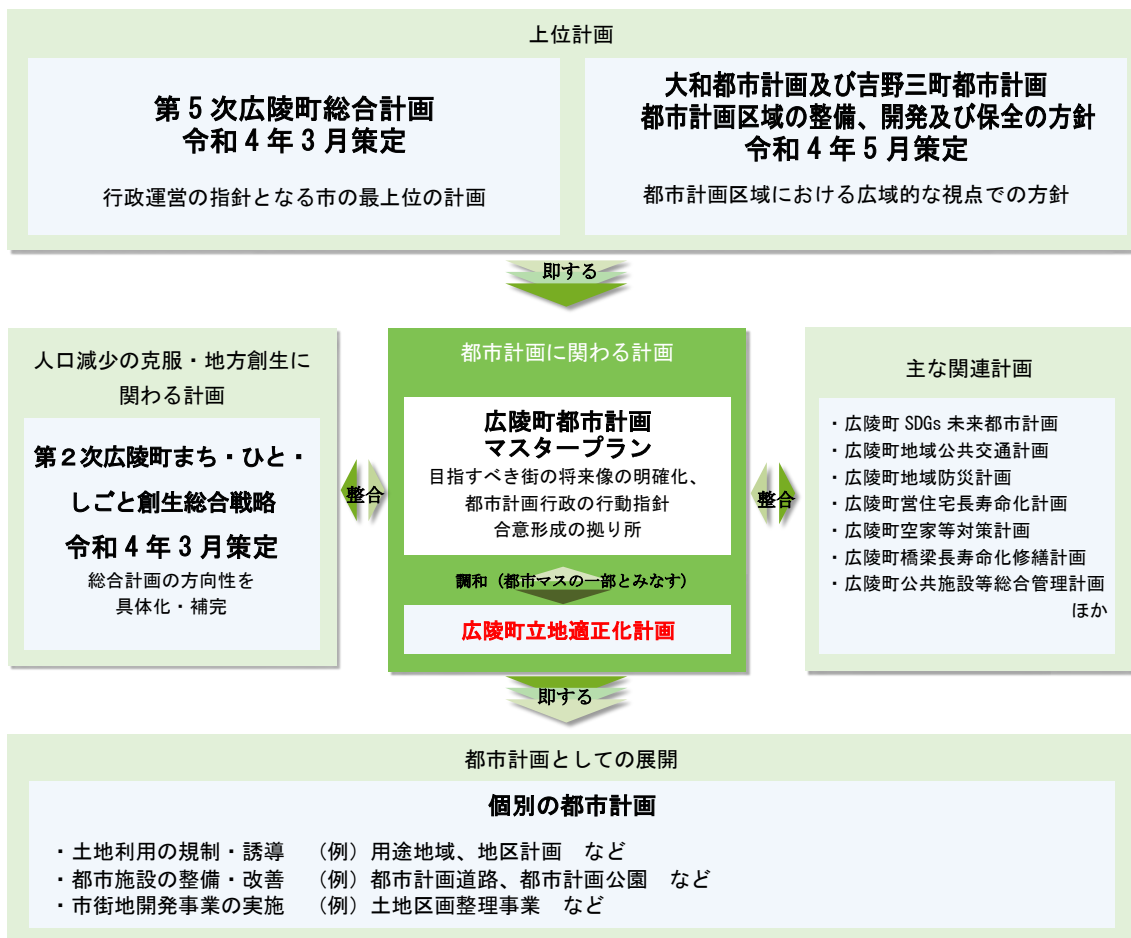 上位計画
第5次広陵町総合計画
令和4年3月策定
行政運営の指針となる市の最上位の計画
大和都市計画及び吉野三町都市計画
都市計画区域の整備、開発及び保全の方針
令和4年5月策定
都市計画区域における広域的な視点での方針
即する
人口減少の克服・地方創生に
関わる計画
第2次広陵町まち・ひと・
しごと創生総合戦略
令和4年3月策定
総合計画の方向性を
具体化・補完
整合
都市計画に関わる計画
広陵町都市計画
マスタープラン
目指すべき街の将来像の明確化、
都市計画行政の行動指針
合意形成の拠り所
調和（都市マスの一部とみなす）
広陵町立地適正化計画
整合
主な関連計画
・広陵町 SDGs 未来都市計画
・広陵町地域公共交通計画
・広陵町地域防災計画
・広陵町営住宅長寿命化計画
・広陵町空家等対策計画
・広陵町橋梁長寿命化修繕計画
・広陵町公共施設等総合管理計画
ほか
即する
都市計画としての展開
個別の都市計画
・土地利用の規制・誘導　（例）用途地域、地区計画　など
・都市施設の整備・改善　（例）都市計画道路、都市計画公園　など
・市街地開発事業の実施　（例）土地区画整理事業　など